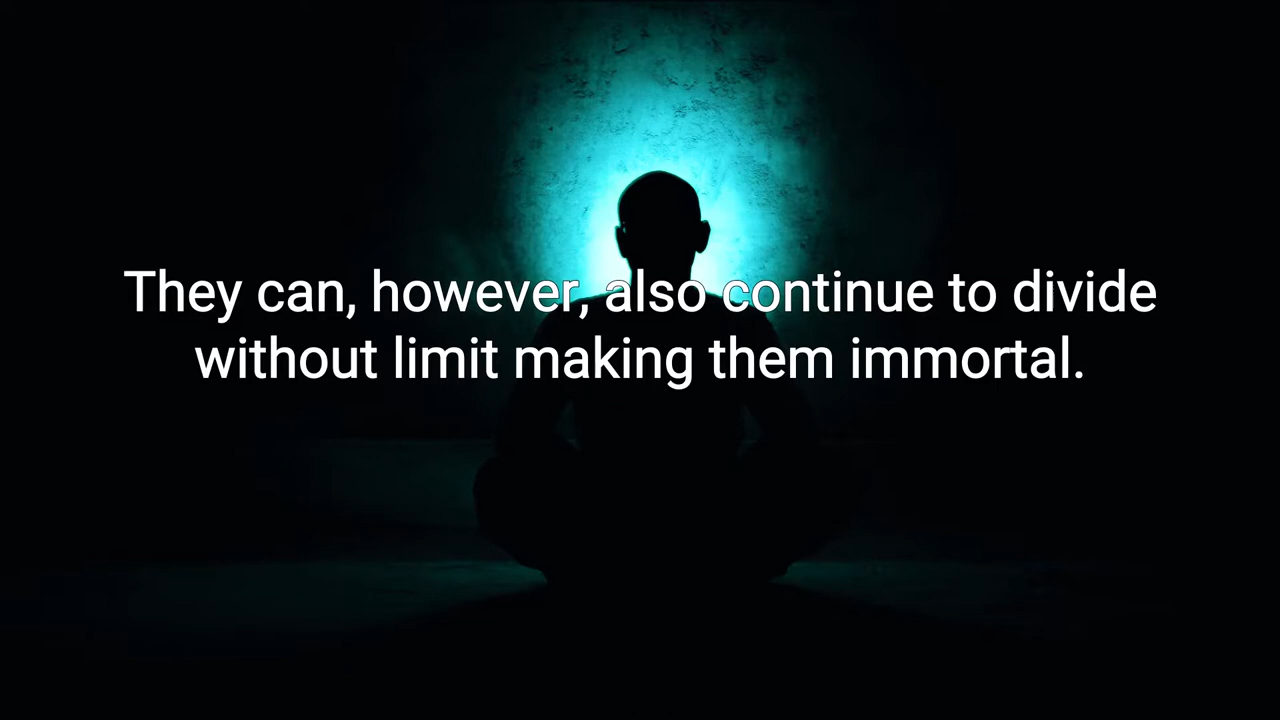 They can, however, also continue to divide
without limit making them immortal.